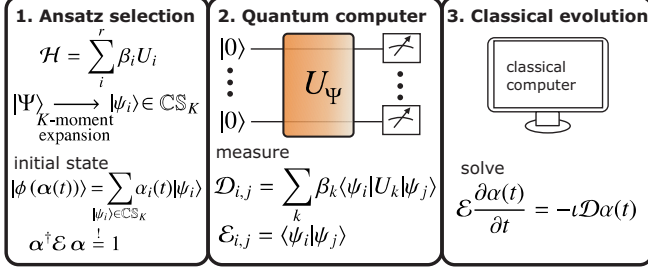 1. Ansatz selection
ℋ = ∑_i^r β_i U_i
|Ψ⟩ ⟶ |ψ_i⟩ ∈ ℂ𝕊_K
K-moment
expansion
initial state
|ϕ(α(t))⟩ = ∑_{|ψ_i⟩∈ℂ𝕊_K} α_i(t)|ψ_i⟩
α†ℰ α =! 1
2. Quantum computer
|0⟩
U_Ψ
|0⟩
measure
𝒟_{i,j} = ∑_k β_k⟨ψ_i|U_k|ψ_j⟩
ℰ_{i,j} = ⟨ψ_i|ψ_j⟩
3. Classical evolution
classical
computer
solve
ℰ ∂α(t)/∂t = −ι𝒟α(t)